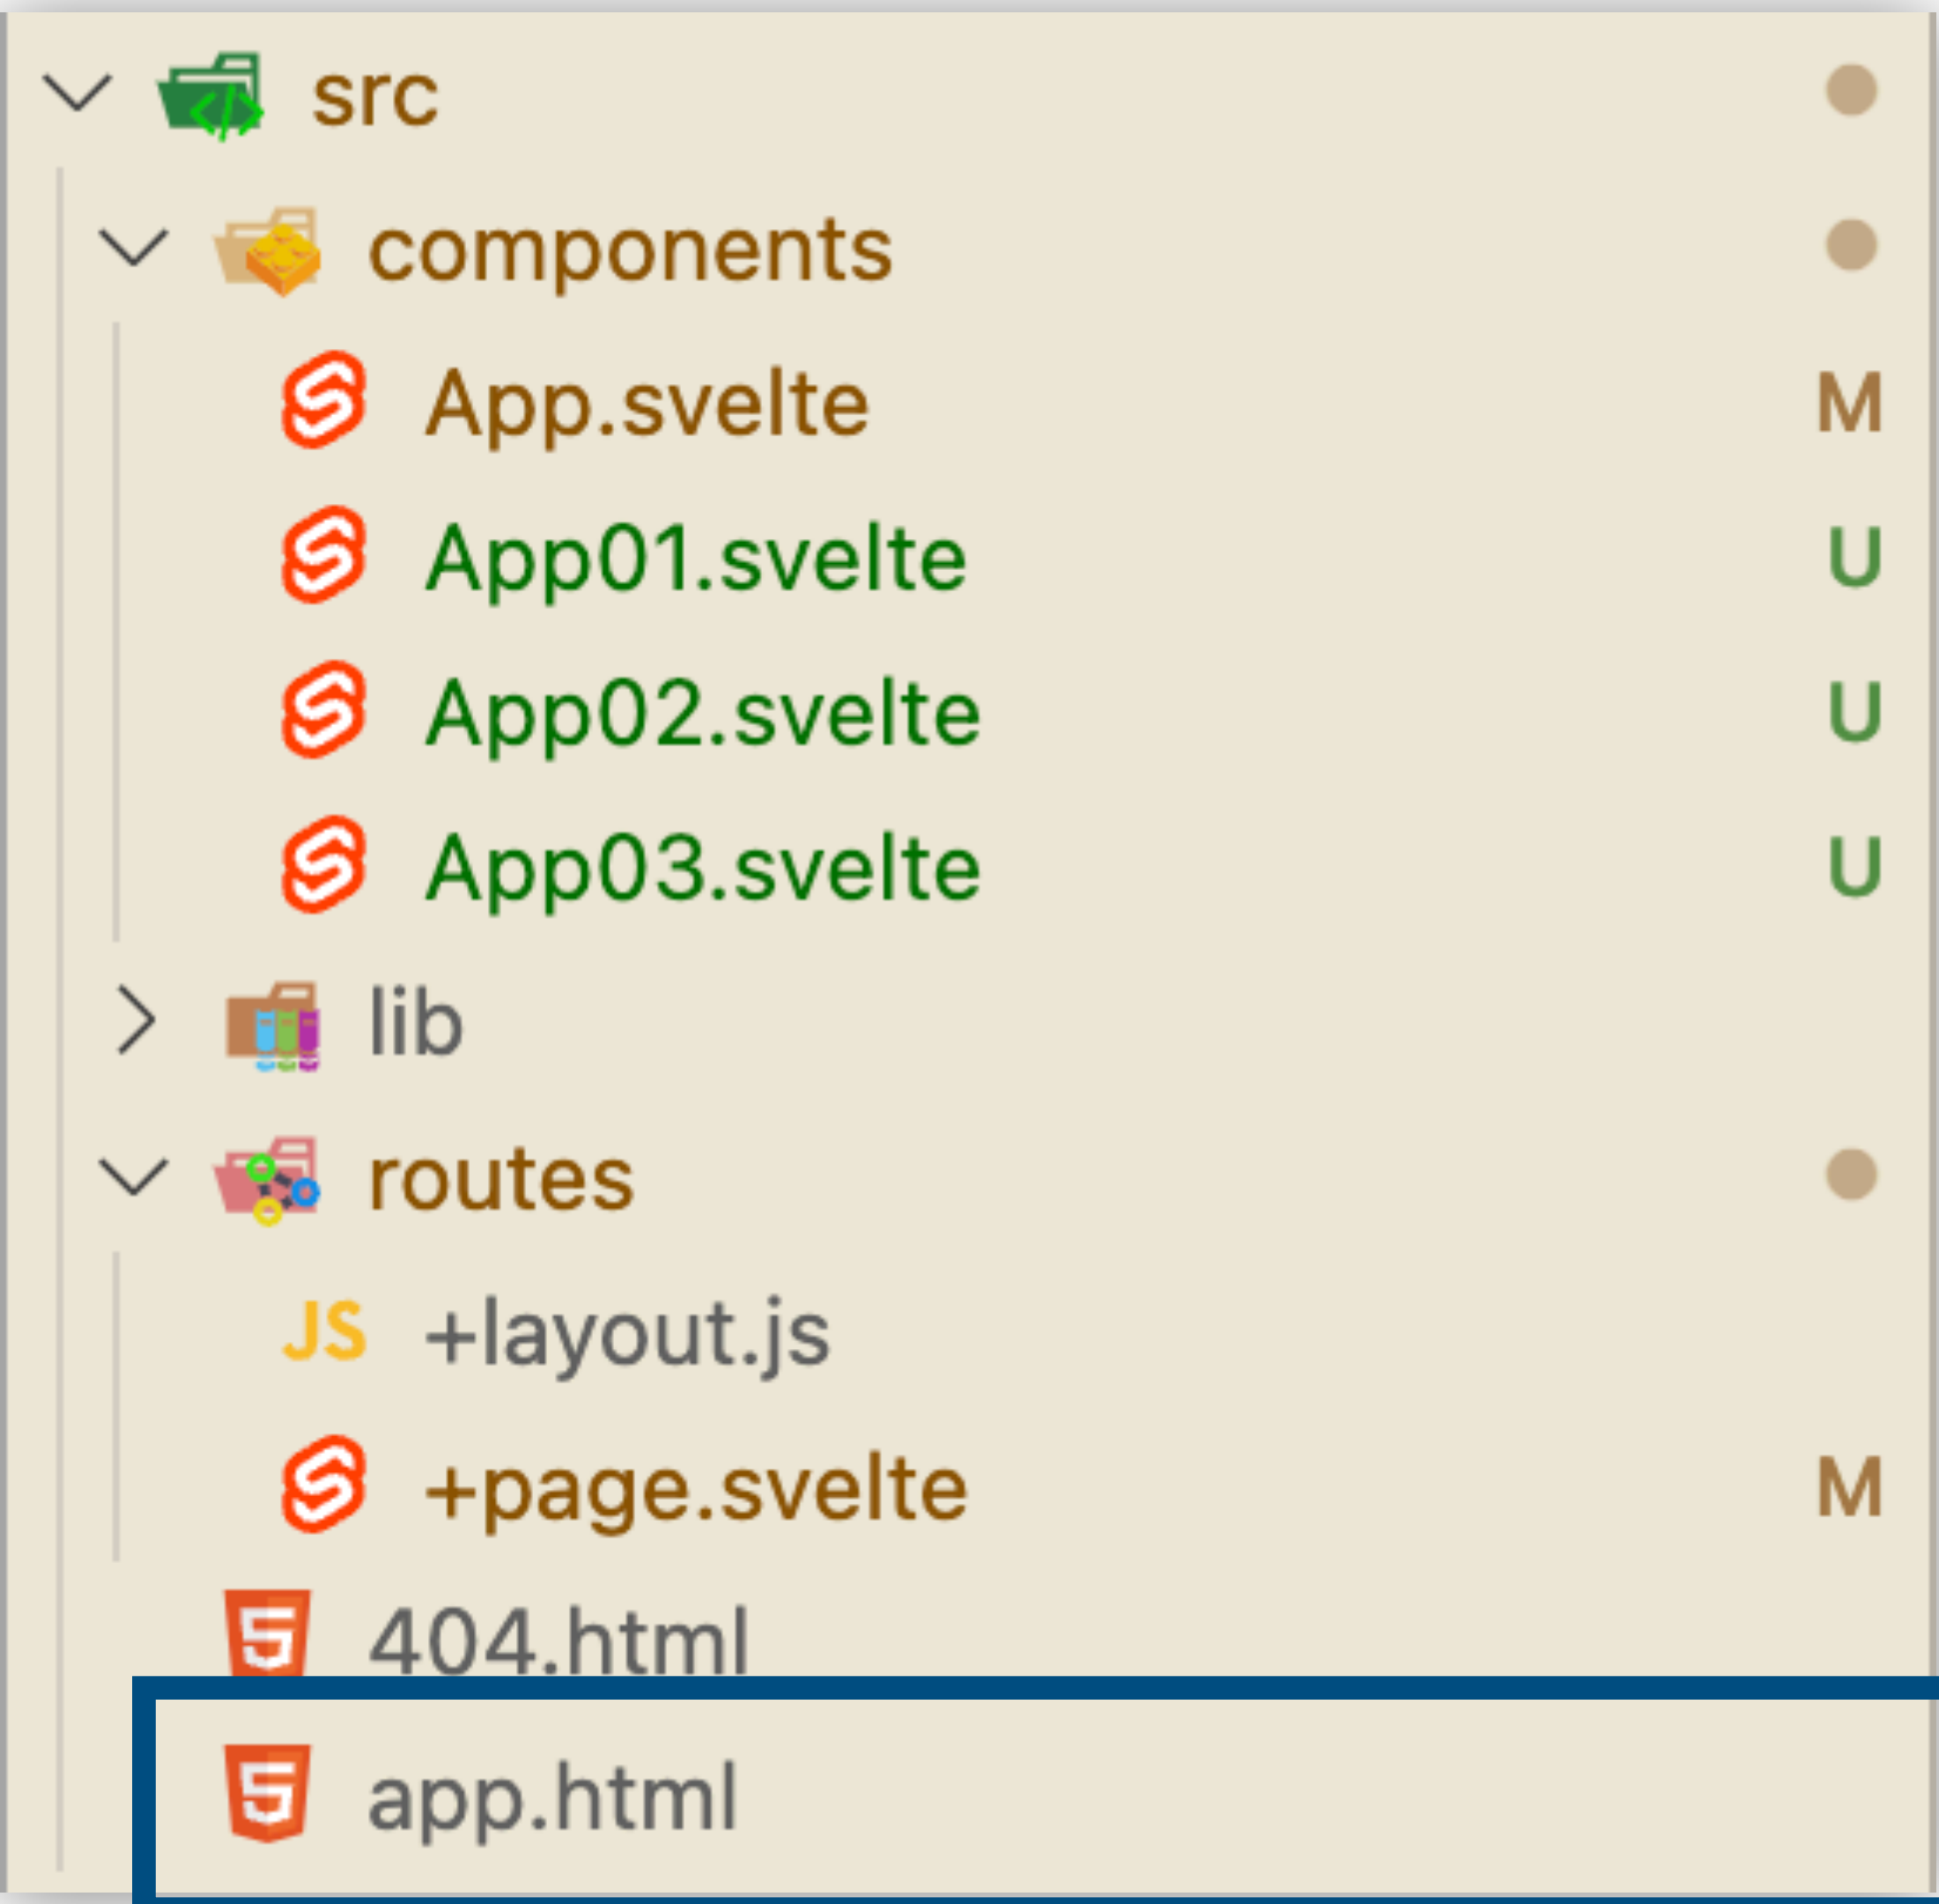 src
components
App.svelte M
App01.svelte U
App02.svelte U
App03.svelte U
lib
routes
JS +layout.js
+page.svelte M
404.html
app.html